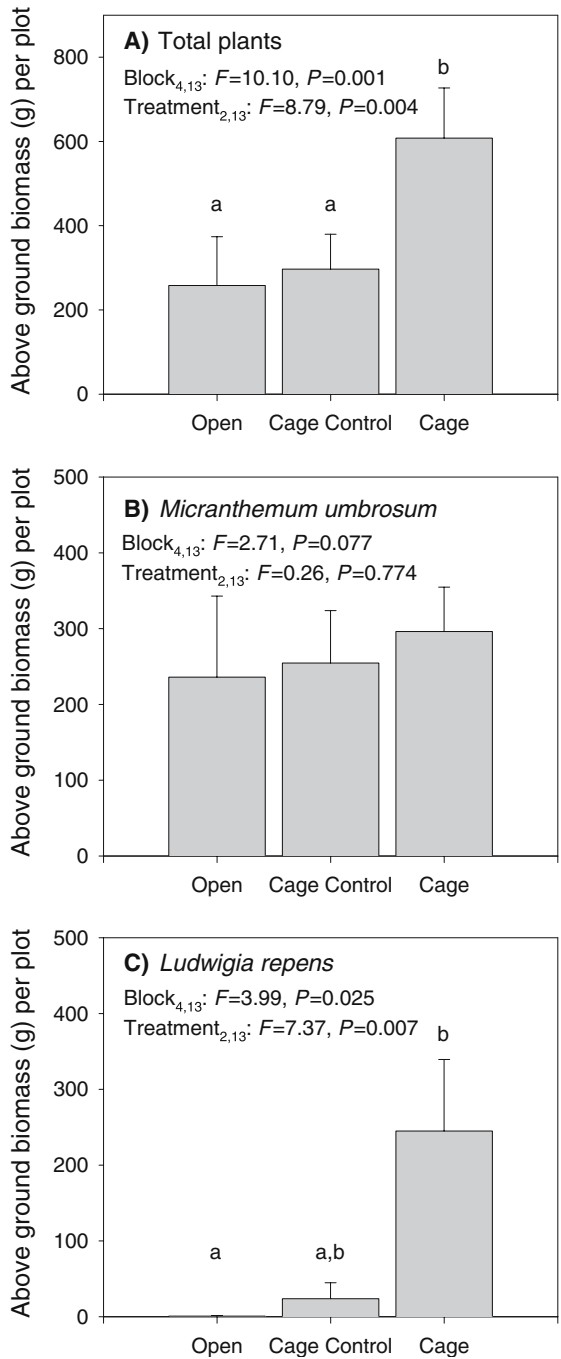 A) Total plants
Block4,13: F=10.10, P=0.001
Treatment2,13: F=8.79, P=0.004
Above ground biomass (g) per plot
800
600
400
200
0
a
a
b
Open Cage Control Cage
B) Micranthemum umbrosum
Block4,13: F=2.71, P=0.077
Treatment2,13: F=0.26, P=0.774
Above ground biomass (g) per plot
500
400
300
200
100
0
Open Cage Control Cage
C) Ludwigia repens
Block4,13: F=3.99, P=0.025
Treatment2,13: F=7.37, P=0.007
Above ground biomass (g) per plot
500
400
300
200
100
0
a
a,b
b
Open Cage Control Cage